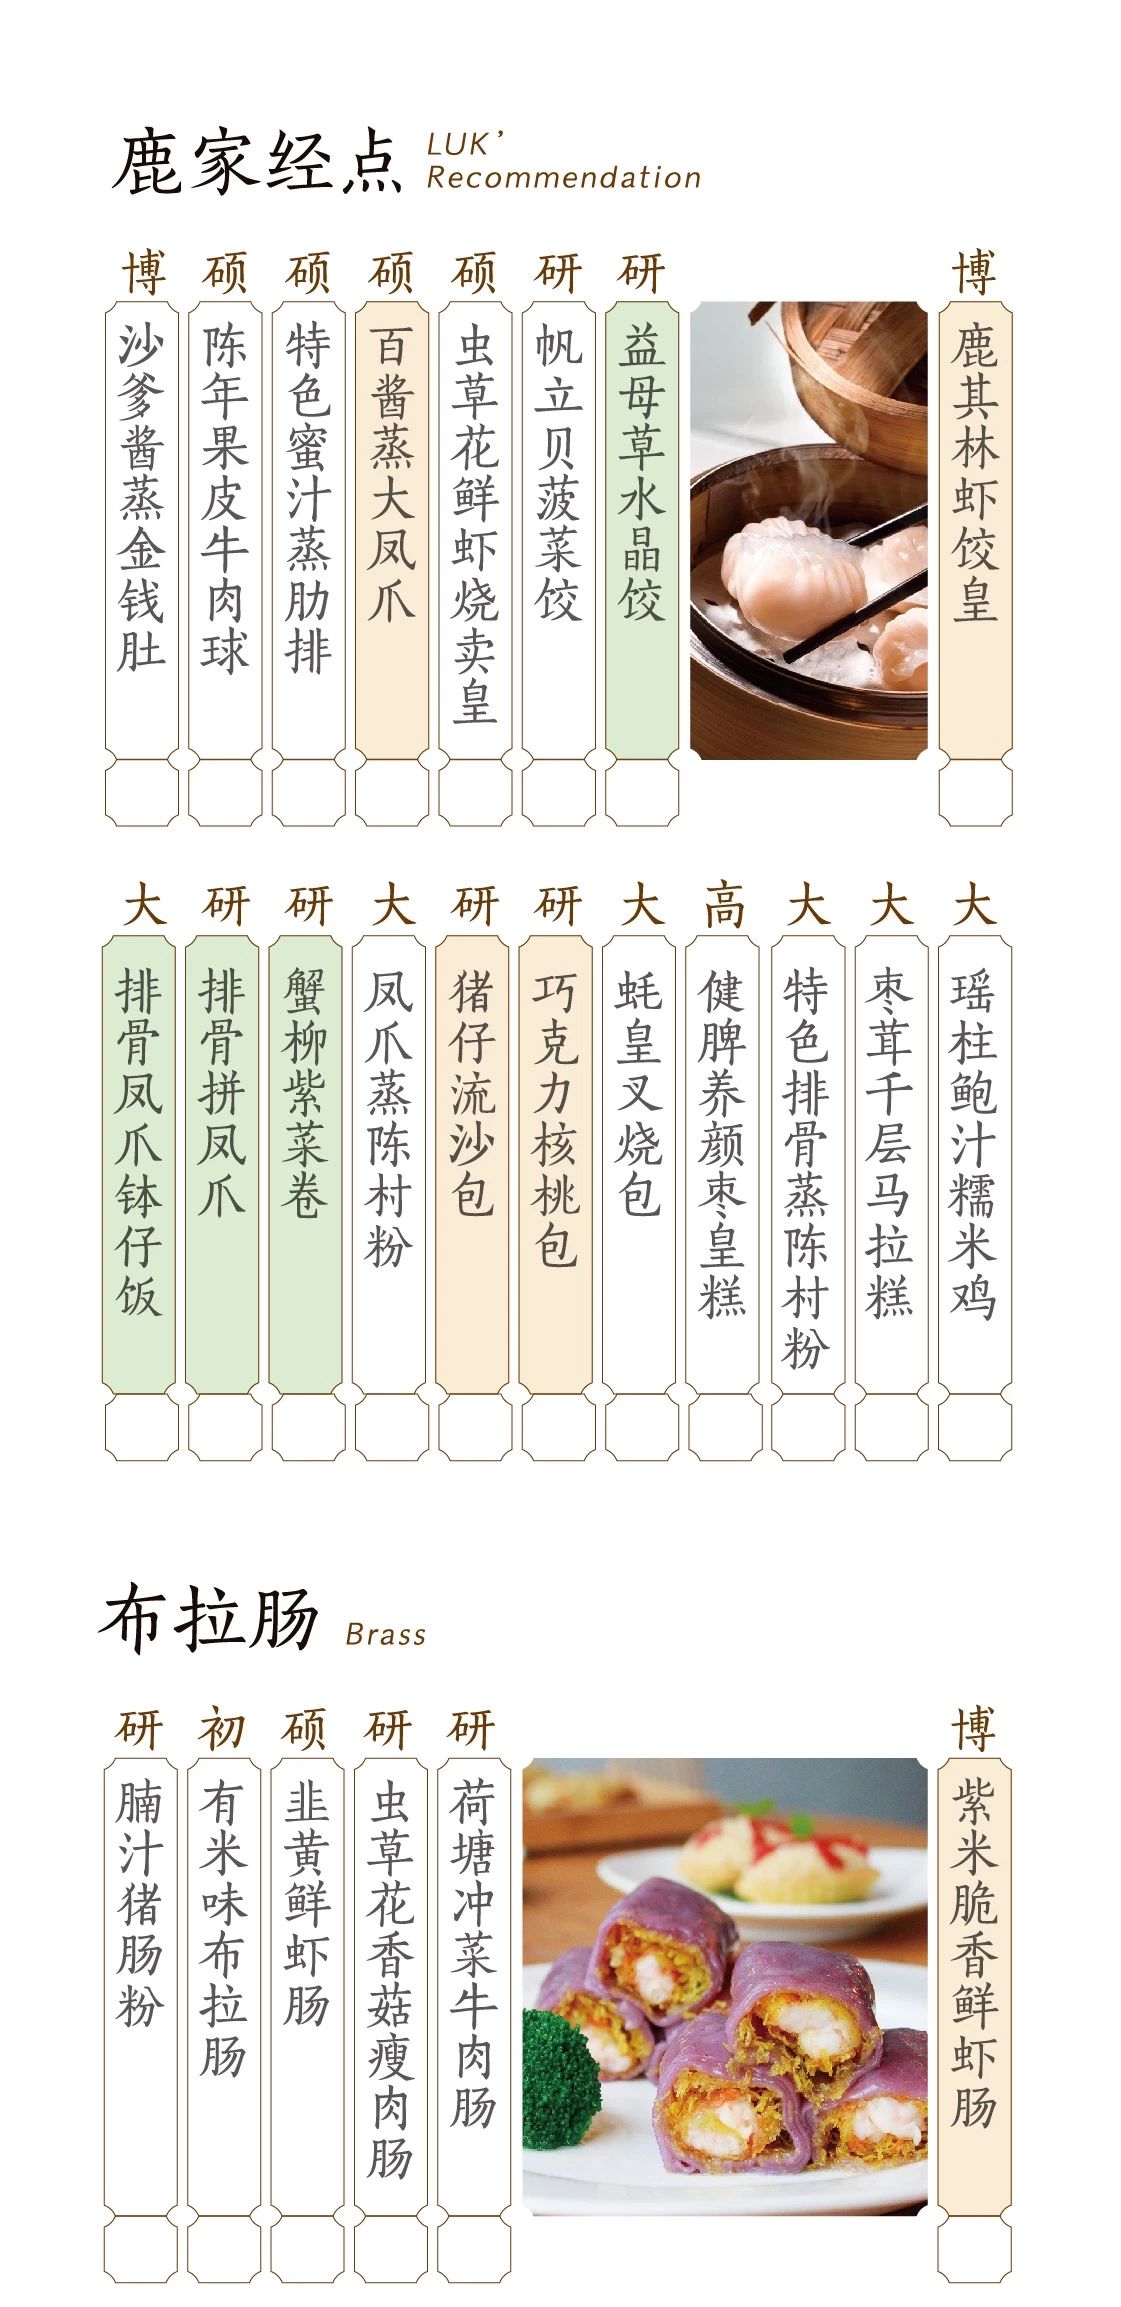 鹿家经点
LUK’
Recommendation
博
鹿其林虾饺皇
研
益母草水晶饺
研
帆立贝菠菜饺
硕
虫草花鲜虾烧卖皇
硕
百酱蒸大凤爪
硕
特色蜜汁蒸肋排
硕
陈年果皮牛肉球
博
沙爹酱蒸金钱肚
大
瑶柱鲍汁糯米鸡
大
枣茸千层马拉糕
大
特色排骨蒸陈村粉
高
健脾养颜枣皇糕
大
蚝皇叉烧包
研
巧克力核桃包
研
猪仔流沙包
大
凤爪蒸陈村粉
研
蟹柳紫菜卷
研
排骨拼凤爪
大
排骨凤爪钵仔饭
布拉肠
Brass
博
紫米脆香鲜虾肠
研
荷塘冲菜牛肉肠
研
虫草花香菇瘦肉肠
硕
韭黄鲜虾肠
初
有米味布拉肠
研
腩汁猪肠粉